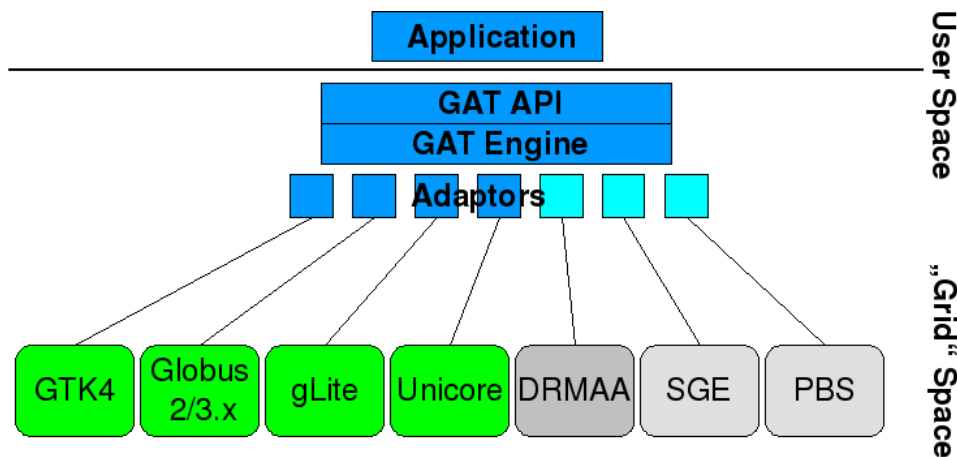 Application
User Space
GAT API
GAT Engine
Adaptors
„Grid“ Space
GTK4
Globus
2/3.x
gLite
Unicore
DRMAA
SGE
PBS